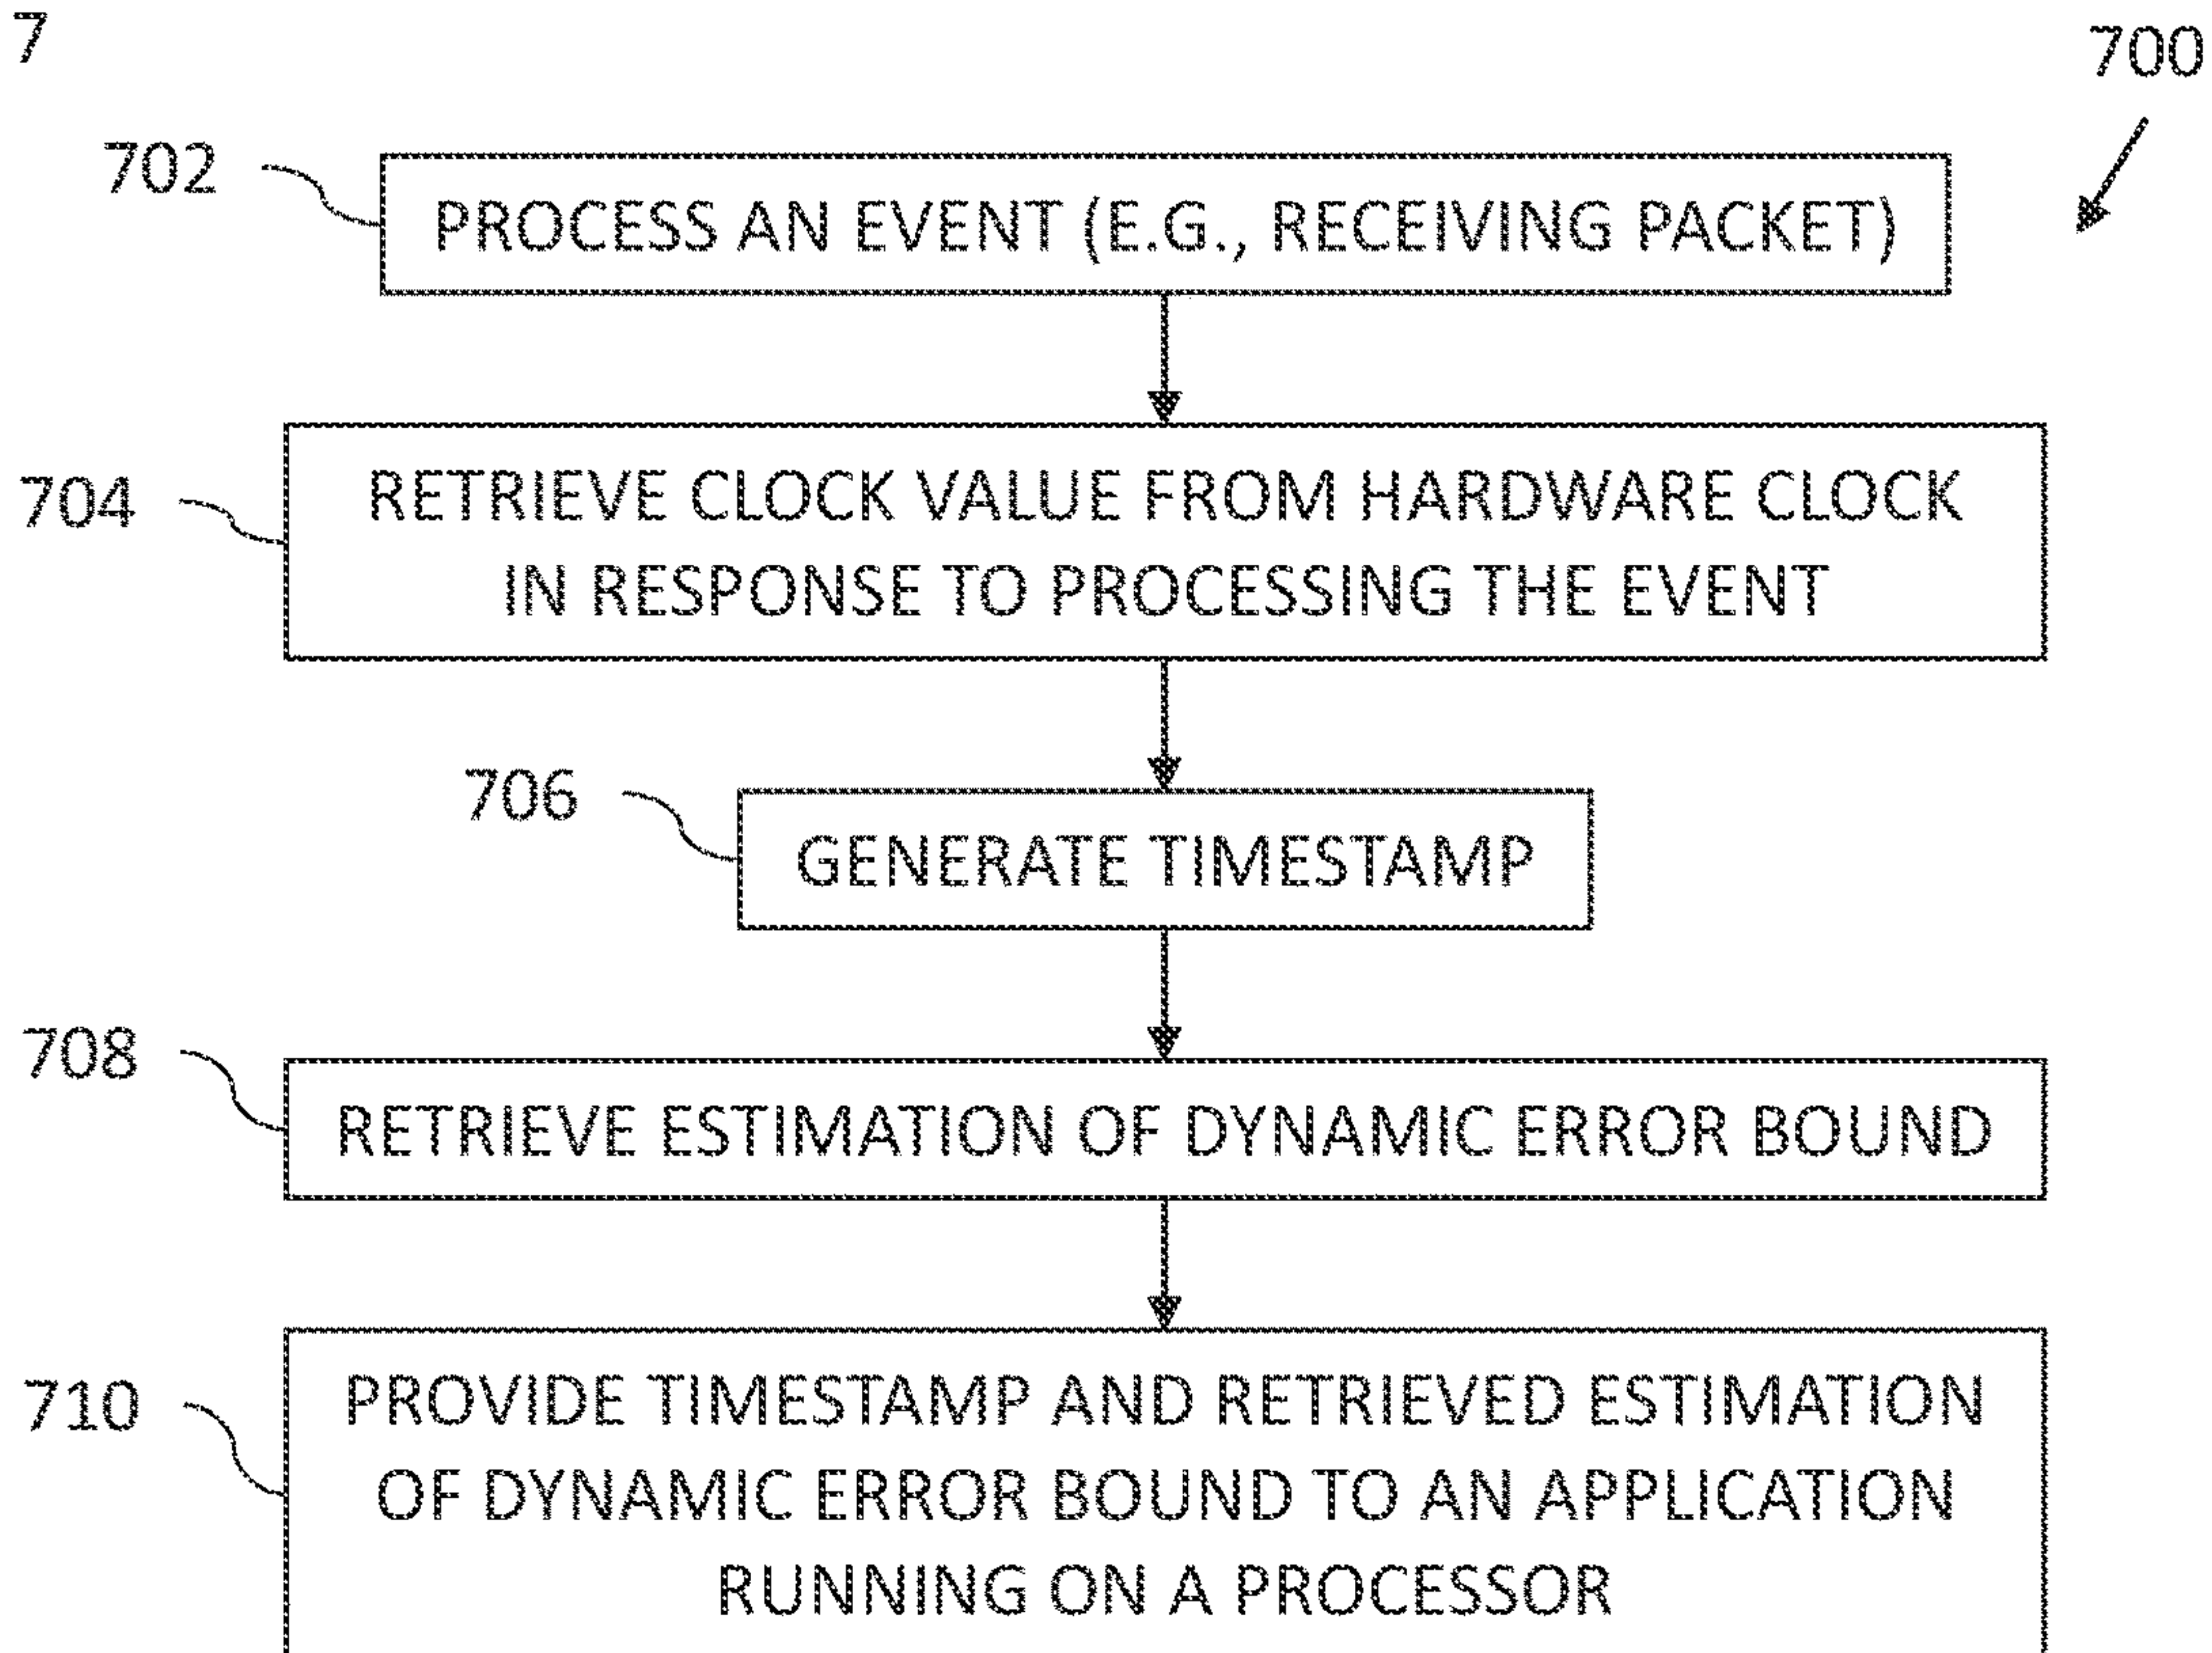 7
700
702
PROCESS AN EVENT (E.G., RECEIVING PACKET)
704
RETRIEVE CLOCK VALUE FROM HARDWARE CLOCK
IN RESPONSE TO PROCESSING THE EVENT
706
GENERATE TIMESTAMP
708
RETRIEVE ESTIMATION OF DYNAMIC ERROR BOUND
710
PROVIDE TIMESTAMP AND RETRIEVED ESTIMATION
OF DYNAMIC ERROR BOUND TO AN APPLICATION
RUNNING ON A PROCESSOR